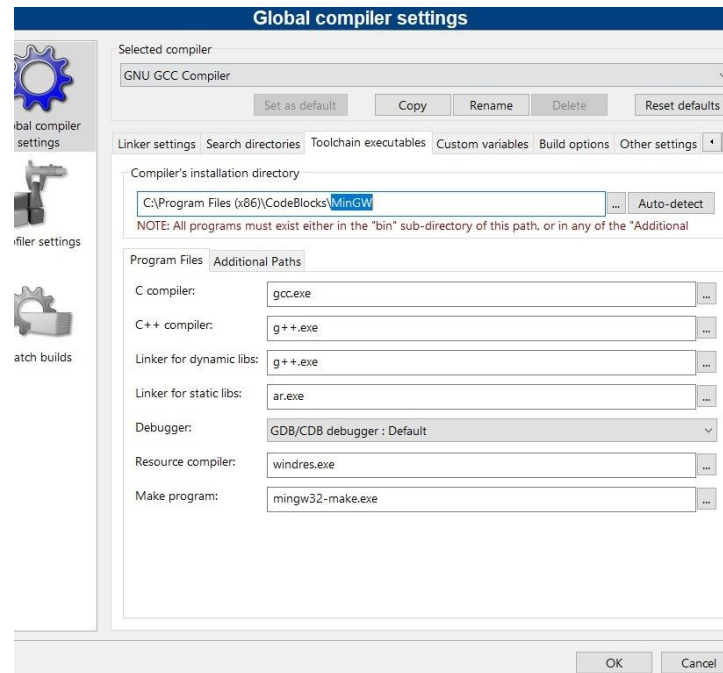 Global compiler settings
Selected compiler
GNU GCC Compiler
Set as default Copy Rename Delete Reset defaults
bal compiler
settings
Linker settings Search directories Toolchain executables Custom variables Build options Other settings
Compiler's installation directory
C:\Program Files (x86)\CodeBlocks\MinGW ... Auto-detect
NOTE: All programs must exist either in the "bin" sub-directory of this path, or in any of the "Additional
filer settings
Program Files Additional Paths
C compiler: gcc.exe ...
C++ compiler: g++.exe ...
Linker for dynamic libs: g++.exe ...
atch builds
Linker for static libs: ar.exe ...
Debugger: GDB/CDB debugger : Default
Resource compiler: windres.exe ...
Make program: mingw32-make.exe ...
OK Cancel